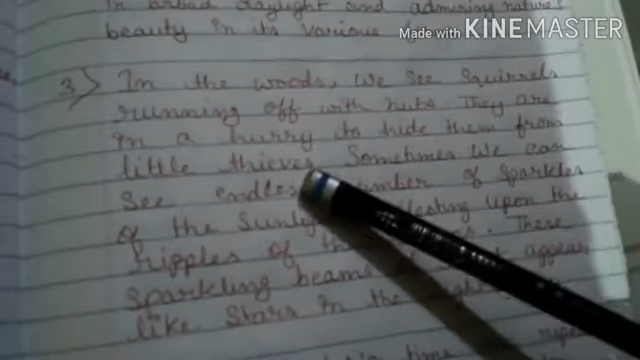 in broad daylight and admiring nature's
beauty in its various
Made with KINEMASTER
3> In the woods, we see squirrels
running off with nuts. They are
in a hurry to hide them from
little thieves. Sometimes we can
see endless number of sparkles
of the upon the
ripples of These
sparkling beams appear
like stars in the
time